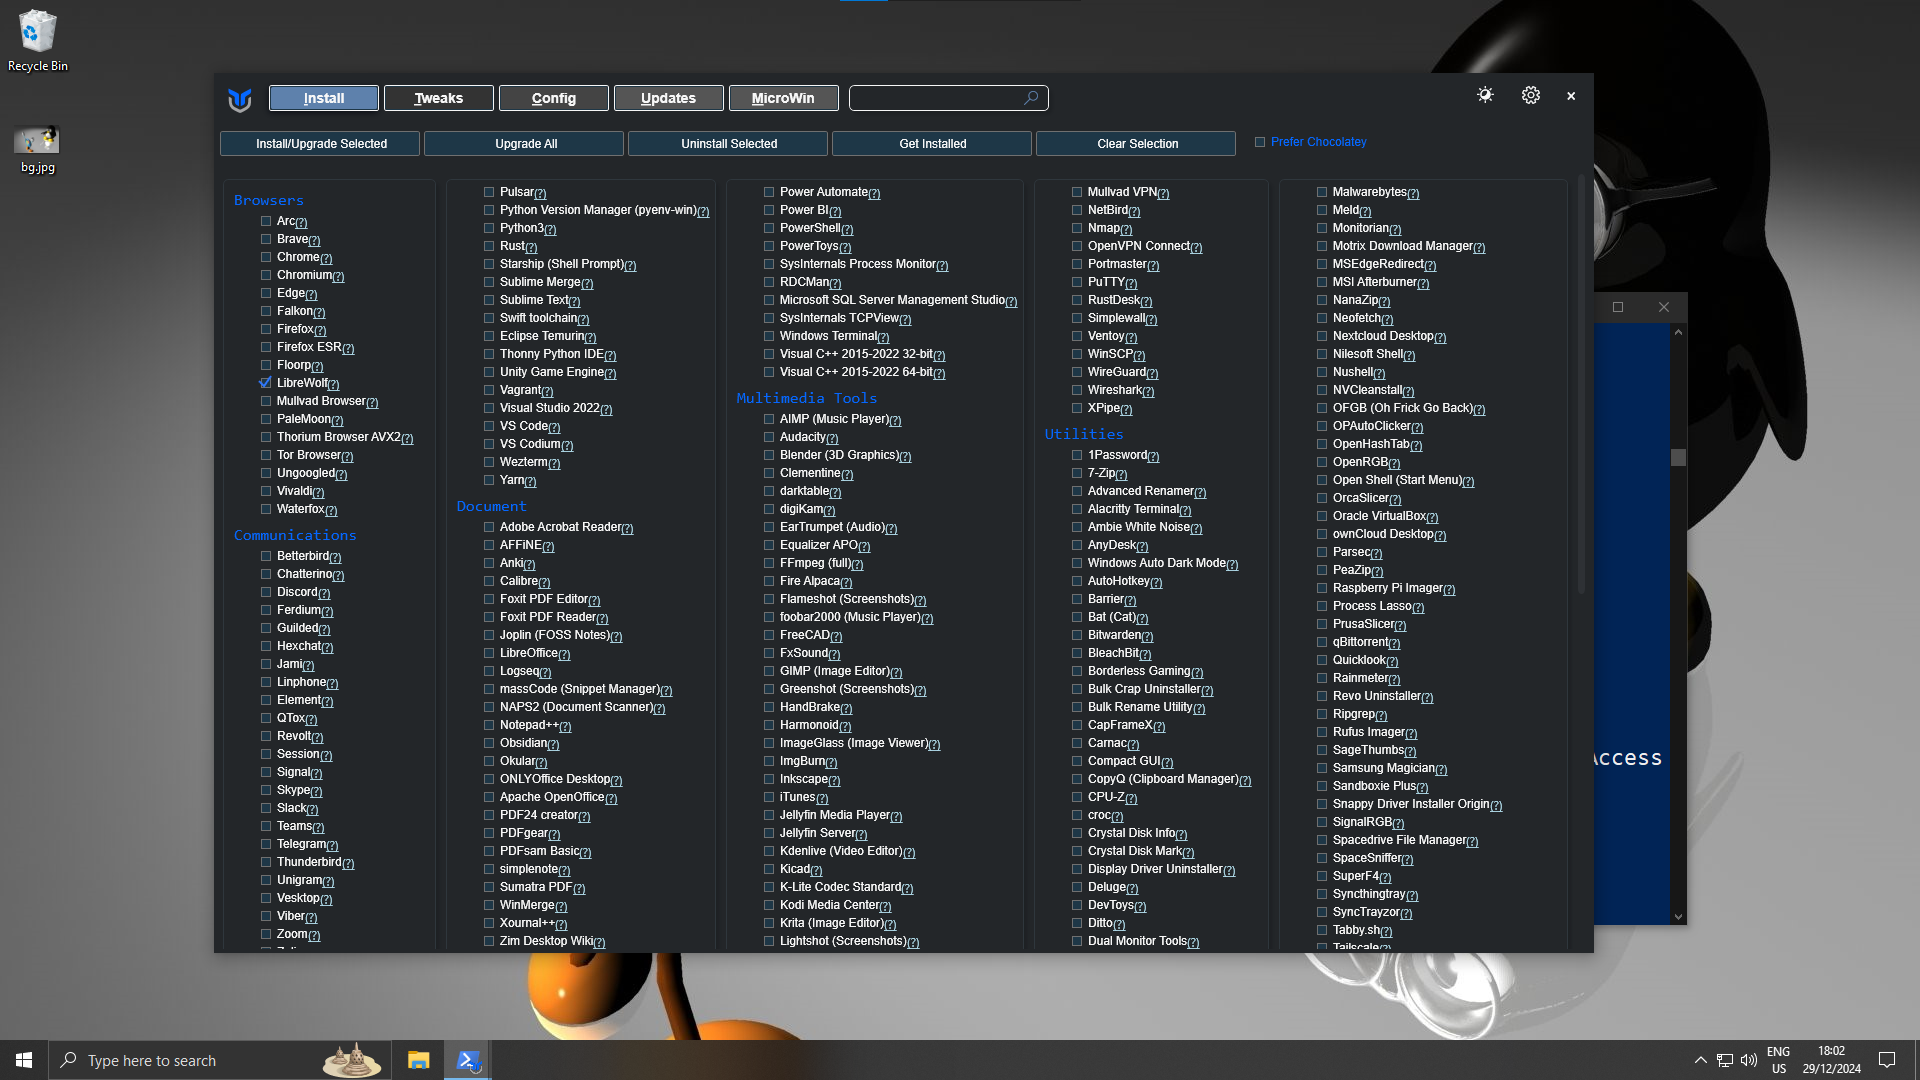 Recycle Bin
bg.jpg
Install
Tweaks
Config
Updates
MicroWin
Install/Upgrade Selected
Upgrade All
Uninstall Selected
Get Installed
Clear Selection
Prefer Chocolatey
Browsers
Arc(?)
Brave(?)
Chrome(?)
Chromium(?)
Edge(?)
Falkon(?)
Firefox(?)
Firefox ESR(?)
Floorp(?)
LibreWolf(?)
Mullvad Browser(?)
PaleMoon(?)
Thorium Browser AVX2(?)
Tor Browser(?)
Ungoogled(?)
Vivaldi(?)
Waterfox(?)
Communications
Betterbird(?)
Chatterino(?)
Discord(?)
Ferdium(?)
Guilded(?)
Hexchat(?)
Jami(?)
Linphone(?)
Element(?)
QTox(?)
Revolt(?)
Session(?)
Signal(?)
Skype(?)
Slack(?)
Teams(?)
Telegram(?)
Thunderbird(?)
Unigram(?)
Vesktop(?)
Viber(?)
Zoom(?)
Pulsar(?)
Python Version Manager (pyenv-win)(?)
Python3(?)
Rust(?)
Starship (Shell Prompt)(?)
Sublime Merge(?)
Sublime Text(?)
Swift toolchain(?)
Eclipse Temurin(?)
Thonny Python IDE(?)
Unity Game Engine(?)
Vagrant(?)
Visual Studio 2022(?)
VS Code(?)
VS Codium(?)
Wezterm(?)
Yarn(?)
Document
Adobe Acrobat Reader(?)
AFFiNE(?)
Anki(?)
Calibre(?)
Foxit PDF Editor(?)
Foxit PDF Reader(?)
Joplin (FOSS Notes)(?)
LibreOffice(?)
Logseq(?)
massCode (Snippet Manager)(?)
NAPS2 (Document Scanner)(?)
Notepad++(?)
Obsidian(?)
Okular(?)
ONLYOffice Desktop(?)
Apache OpenOffice(?)
PDF24 creator(?)
PDFgear(?)
PDFsam Basic(?)
simplenote(?)
Sumatra PDF(?)
WinMerge(?)
Xournal++(?)
Zim Desktop Wiki(?)
Power Automate(?)
Power BI(?)
PowerShell(?)
PowerToys(?)
SysInternals Process Monitor(?)
RDCMan(?)
Microsoft SQL Server Management Studio(?)
SysInternals TCPView(?)
Windows Terminal(?)
Visual C++ 2015-2022 32-bit(?)
Visual C++ 2015-2022 64-bit(?)
Multimedia Tools
AIMP (Music Player)(?)
Audacity(?)
Blender (3D Graphics)(?)
Clementine(?)
darktable(?)
digiKam(?)
EarTrumpet (Audio)(?)
Equalizer APO(?)
FFmpeg (full)(?)
Fire Alpaca(?)
Flameshot (Screenshots)(?)
foobar2000 (Music Player)(?)
FreeCAD(?)
FxSound(?)
GIMP (Image Editor)(?)
Greenshot (Screenshots)(?)
HandBrake(?)
Harmonoid(?)
ImageGlass (Image Viewer)(?)
ImgBurn(?)
Inkscape(?)
iTunes(?)
Jellyfin Media Player(?)
Jellyfin Server(?)
Kdenlive (Video Editor)(?)
Kicad(?)
K-Lite Codec Standard(?)
Kodi Media Center(?)
Krita (Image Editor)(?)
Lightshot (Screenshots)(?)
Mullvad VPN(?)
NetBird(?)
Nmap(?)
OpenVPN Connect(?)
Portmaster(?)
PuTTY(?)
RustDesk(?)
Simplewall(?)
Ventoy(?)
WinSCP(?)
WireGuard(?)
Wireshark(?)
XPipe(?)
Utilities
1Password(?)
7-Zip(?)
Advanced Renamer(?)
Alacritty Terminal(?)
Ambie White Noise(?)
AnyDesk(?)
Windows Auto Dark Mode(?)
AutoHotkey(?)
Barrier(?)
Bat (Cat)(?)
Bitwarden(?)
BleachBit(?)
Borderless Gaming(?)
Bulk Crap Uninstaller(?)
Bulk Rename Utility(?)
CapFrameX(?)
Carnac(?)
Compact GUI(?)
CopyQ (Clipboard Manager)(?)
CPU-Z(?)
croc(?)
Crystal Disk Info(?)
Crystal Disk Mark(?)
Display Driver Uninstaller(?)
Deluge(?)
DevToys(?)
Ditto(?)
Dual Monitor Tools(?)
Malwarebytes(?)
Meld(?)
Monitorian(?)
Motrix Download Manager(?)
MSEdgeRedirect(?)
MSI Afterburner(?)
NanaZip(?)
Neofetch(?)
Nextcloud Desktop(?)
Nilesoft Shell(?)
Nushell(?)
NVCleanstall(?)
OFGB (Oh Frick Go Back)(?)
OPAutoClicker(?)
OpenHashTab(?)
OpenRGB(?)
Open Shell (Start Menu)(?)
OrcaSlicer(?)
Oracle VirtualBox(?)
ownCloud Desktop(?)
Parsec(?)
PeaZip(?)
Raspberry Pi Imager(?)
Process Lasso(?)
PrusaSlicer(?)
qBittorrent(?)
Quicklook(?)
Rainmeter(?)
Revo Uninstaller(?)
Ripgrep(?)
Rufus Imager(?)
SageThumbs(?)
Samsung Magician(?)
Sandboxie Plus(?)
Snappy Driver Installer Origin(?)
SignalRGB(?)
Spacedrive File Manager(?)
SpaceSniffer(?)
SuperF4(?)
Syncthingtray(?)
SyncTrayzor(?)
Tabby.sh(?)
Tailscale(?)
Access
Type here to search
ENG
US
18:02
29/12/2024